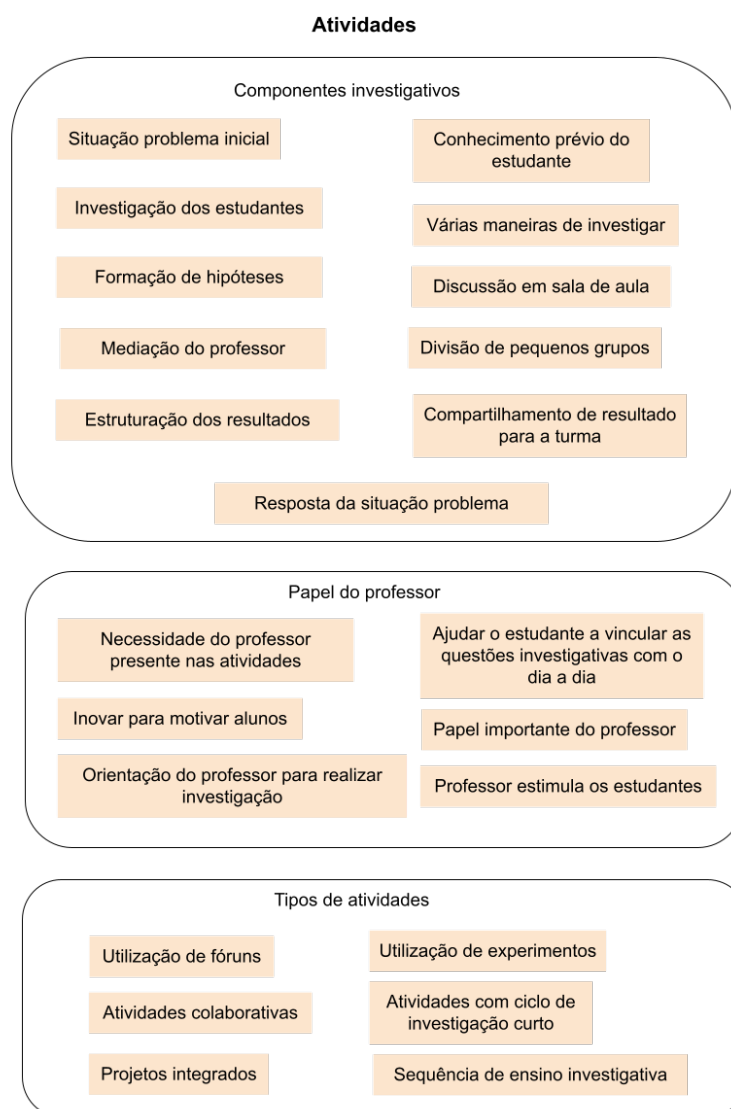 Atividades
Componentes investigativos
Situação problema inicial
Conhecimento prévio do
estudante
Investigação dos estudantes
Várias maneiras de investigar
Formação de hipóteses
Discussão em sala de aula
Mediação do professor
Divisão de pequenos grupos
Estruturação dos resultados
Compartilhamento de resultado
para a turma
Resposta da situação problema
Papel do professor
Necessidade do professor
presente nas atividades
Ajudar o estudante a vincular as
questões investigativas com o
dia a dia
Inovar para motivar alunos
Papel importante do professor
Orientação do professor para realizar
investigação
Professor estimula os estudantes
Tipos de atividades
Utilização de fóruns
Utilização de experimentos
Atividades colaborativas
Atividades com ciclo de
investigação curto
Projetos integrados
Sequência de ensino investigativa